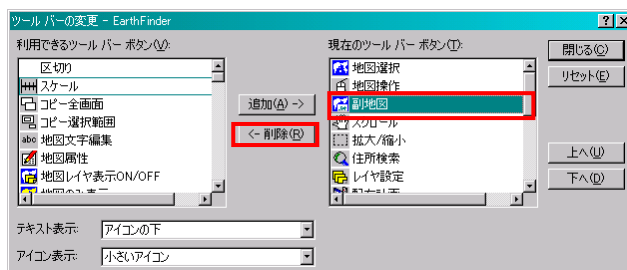 ツール バーの変更 - EarthFinder
利用できるツール バー ボタン(V):
区切り
スケール
コピー全画面
コピー選択範囲
abc 地図文字編集
地図属性
地図レイヤ表示ON/OFF
地図のみ表示
追加(A) ->
<- 削除(R)
現在のツール バー ボタン(T):
地図選択
地図操作
副地図
スクロール
拡大/縮小
住所検索
レイヤ設定
閉じる(C)
リセット(E)
上へ(U)
下へ(D)
テキスト表示:
アイコンの下
アイコン表示:
小さいアイコン